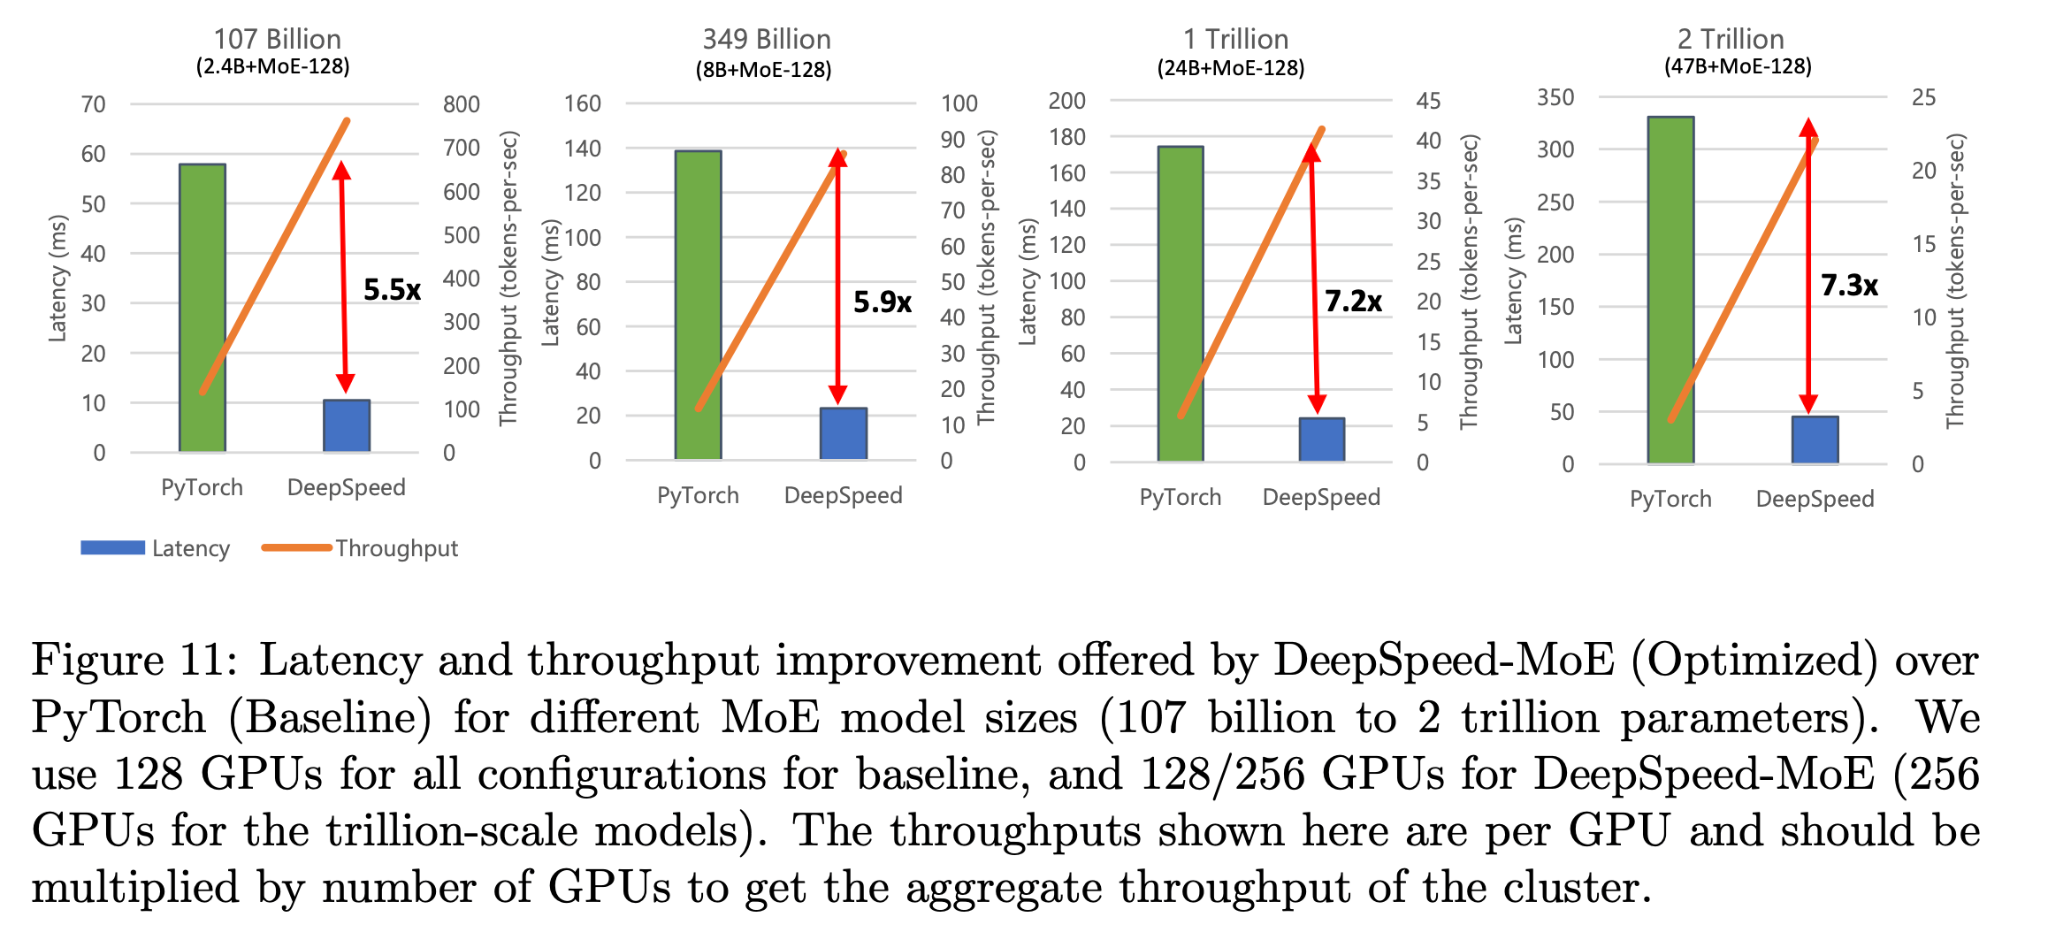 107 Billion
(2.4B+MoE-128)
70
60
50
40
30
20
10
0
Latency (ms)
800
700
600
500
400
300
200
100
0
Throughput (tokens-per-sec)
5.5x
PyTorch
DeepSpeed
349 Billion
(8B+MoE-128)
160
140
120
100
80
60
40
20
0
Latency (ms)
100
90
80
70
60
50
40
30
20
10
0
Throughput (tokens-per-sec)
5.9x
PyTorch
DeepSpeed
1 Trillion
(24B+MoE-128)
200
180
160
140
120
100
80
60
40
20
0
Latency (ms)
45
40
35
30
25
20
15
10
5
0
Throughput (tokens-per-sec)
7.2x
PyTorch
DeepSpeed
2 Trillion
(47B+MoE-128)
350
300
250
200
150
100
50
0
Latency (ms)
25
20
15
10
5
0
Throughput (tokens-per-sec)
7.3x
PyTorch
DeepSpeed
Latency
Throughput
Figure 11: Latency and throughput improvement offered by DeepSpeed-MoE (Optimized) over
PyTorch (Baseline) for different MoE model sizes (107 billion to 2 trillion parameters). We
use 128 GPUs for all configurations for baseline, and 128/256 GPUs for DeepSpeed-MoE (256
GPUs for the trillion-scale models). The throughputs shown here are per GPU and should be
multiplied by number of GPUs to get the aggregate throughput of the cluster.